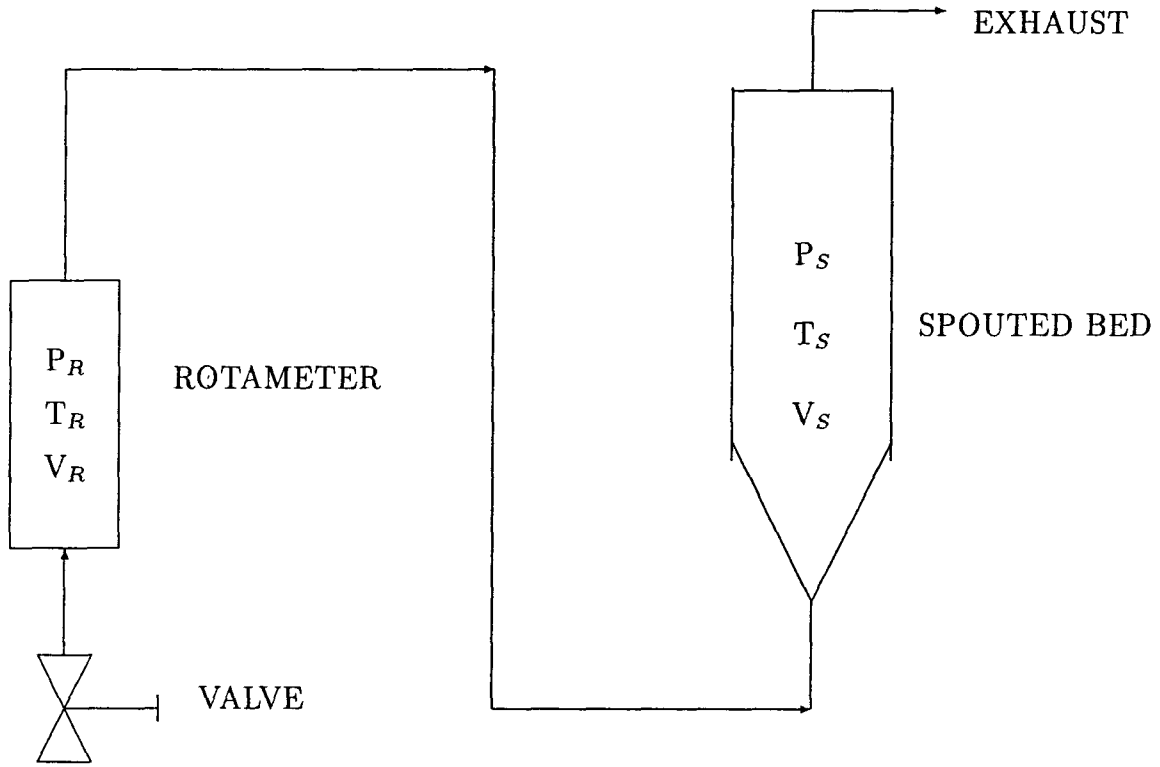 EXHAUST
P_S
T_S
SPOUTED BED
V_S
P_R
ROTAMETER
T_R
V_R
VALVE